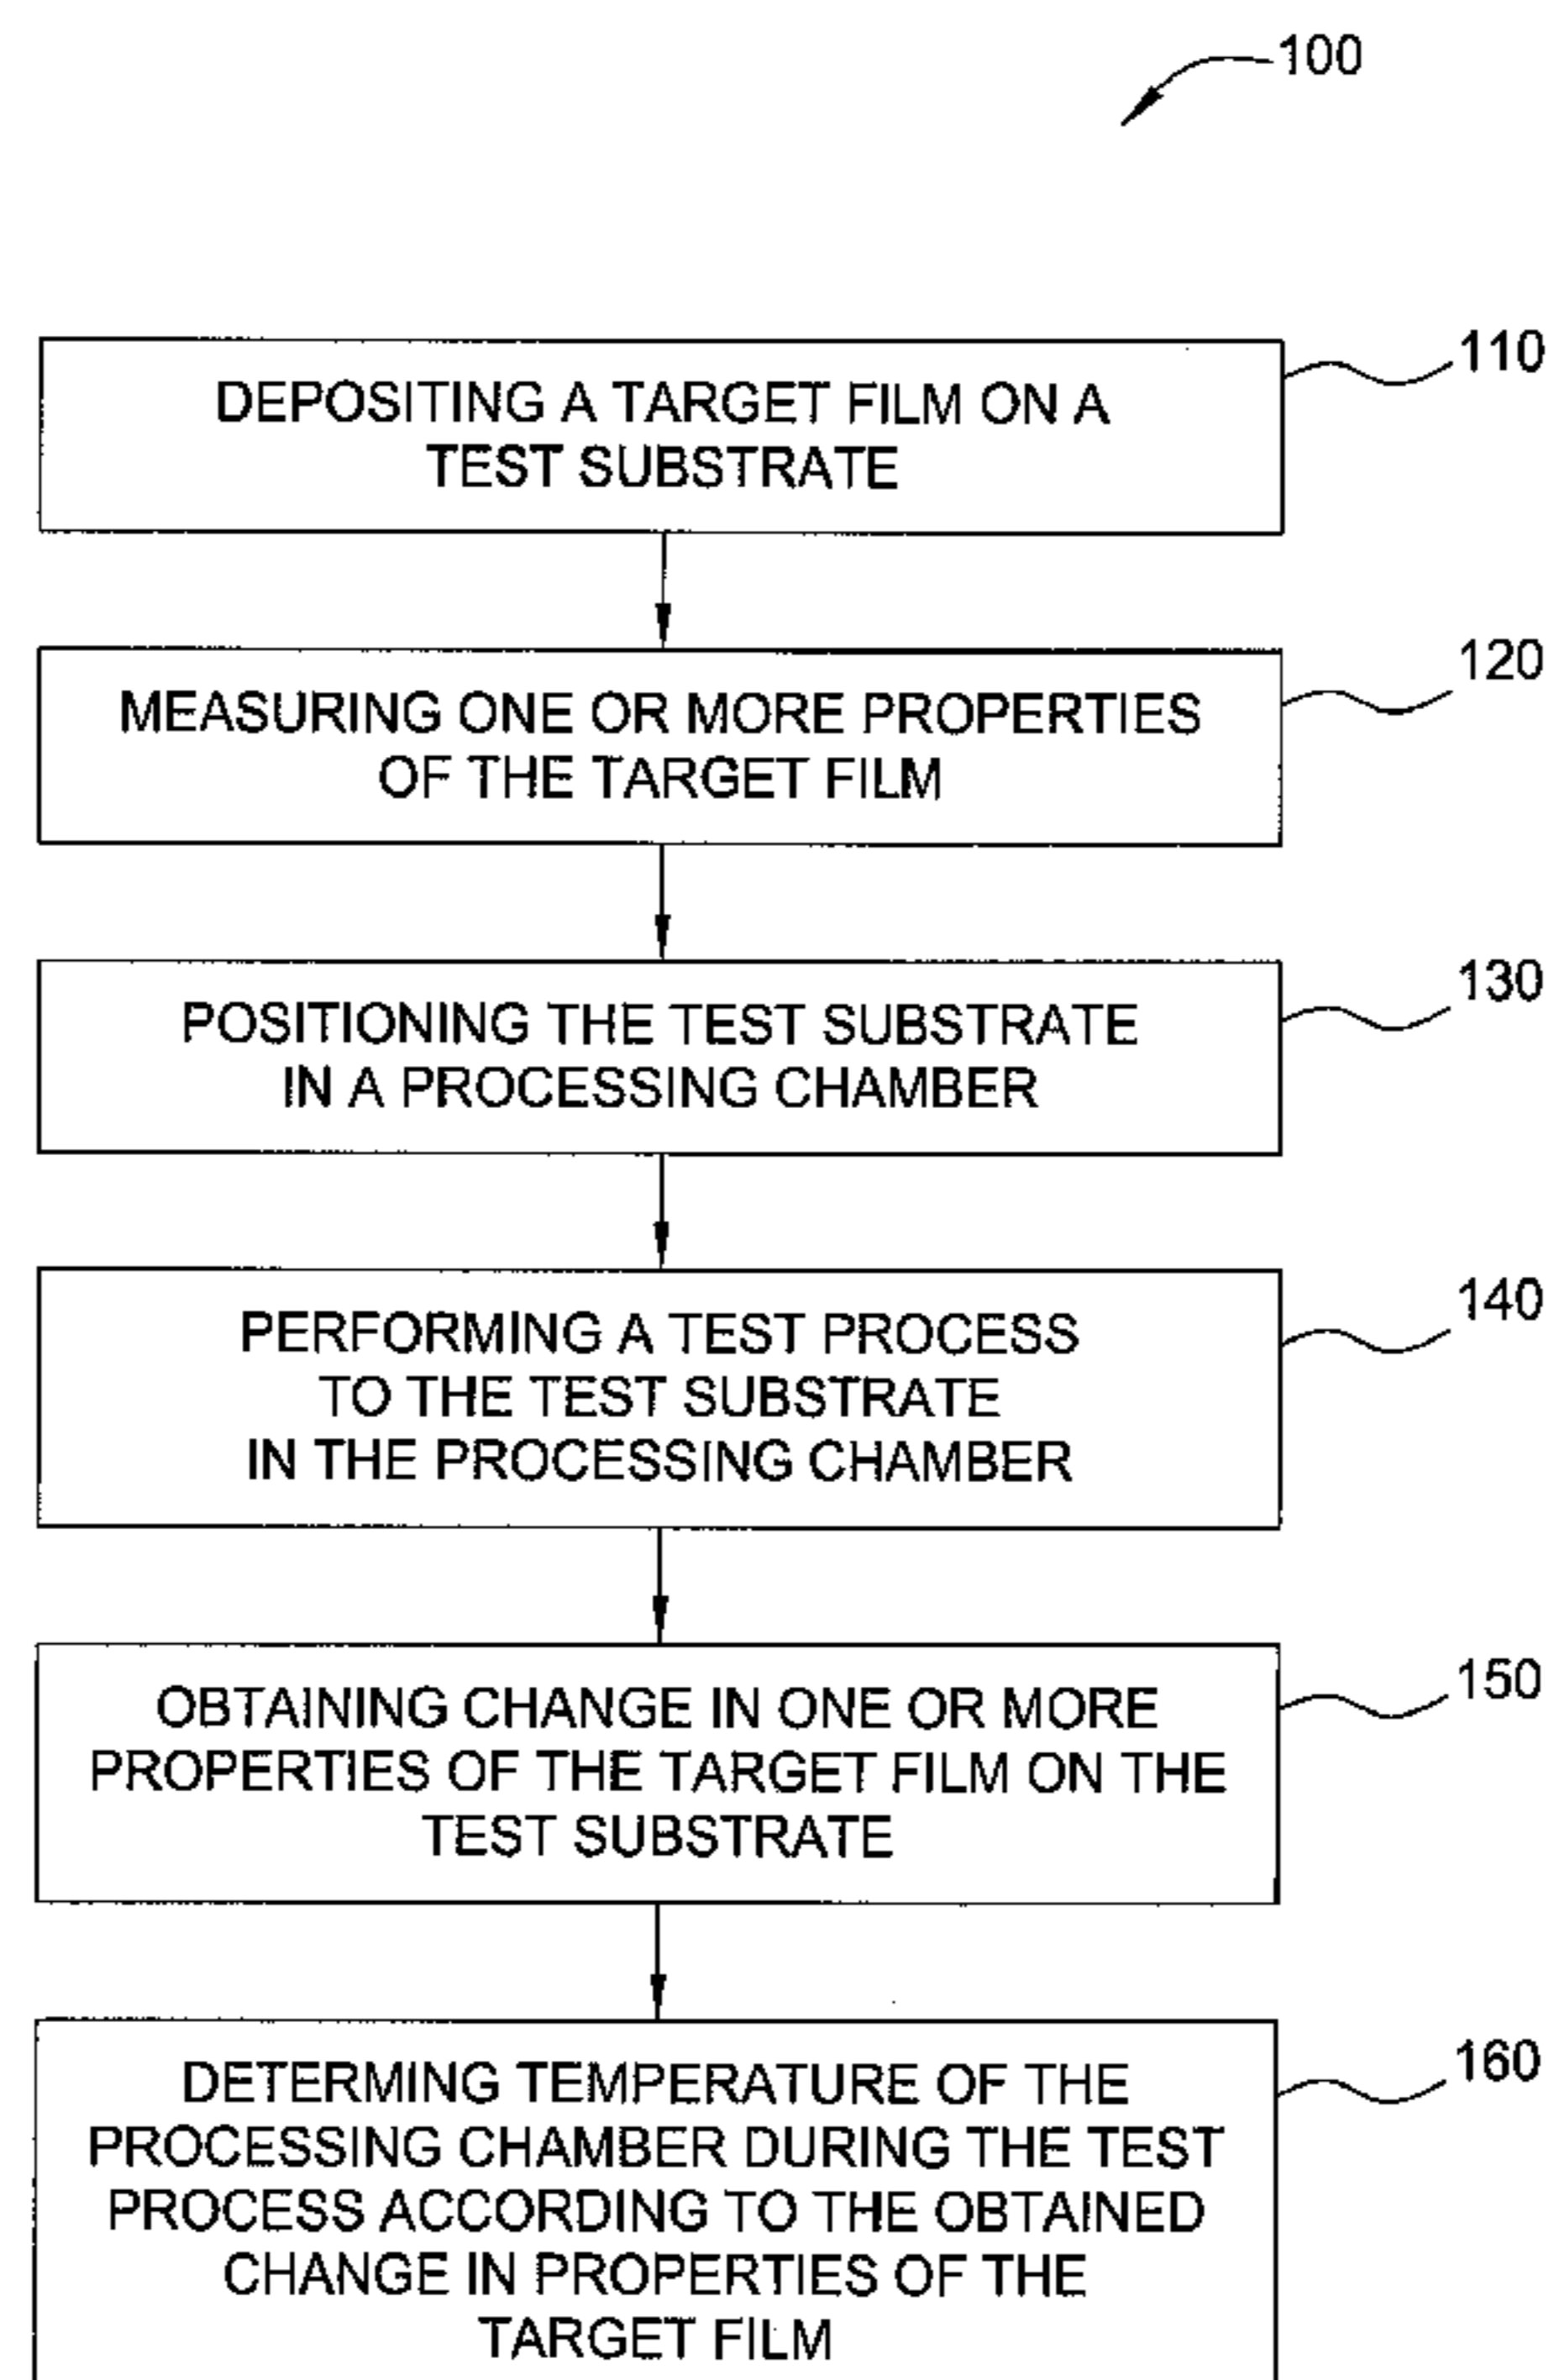 100
DEPOSITING A TARGET FILM ON A
TEST SUBSTRATE
110
MEASURING ONE OR MORE PROPERTIES
OF THE TARGET FILM
120
POSITIONING THE TEST SUBSTRATE
IN A PROCESSING CHAMBER
130
PERFORMING A TEST PROCESS
TO THE TEST SUBSTRATE
IN THE PROCESSING CHAMBER
140
OBTAINING CHANGE IN ONE OR MORE
PROPERTIES OF THE TARGET FILM ON THE
TEST SUBSTRATE
150
DETERMING TEMPERATURE OF THE
PROCESSING CHAMBER DURING THE TEST
PROCESS ACCORDING TO THE OBTAINED
CHANGE IN PROPERTIES OF THE
TARGET FILM
160